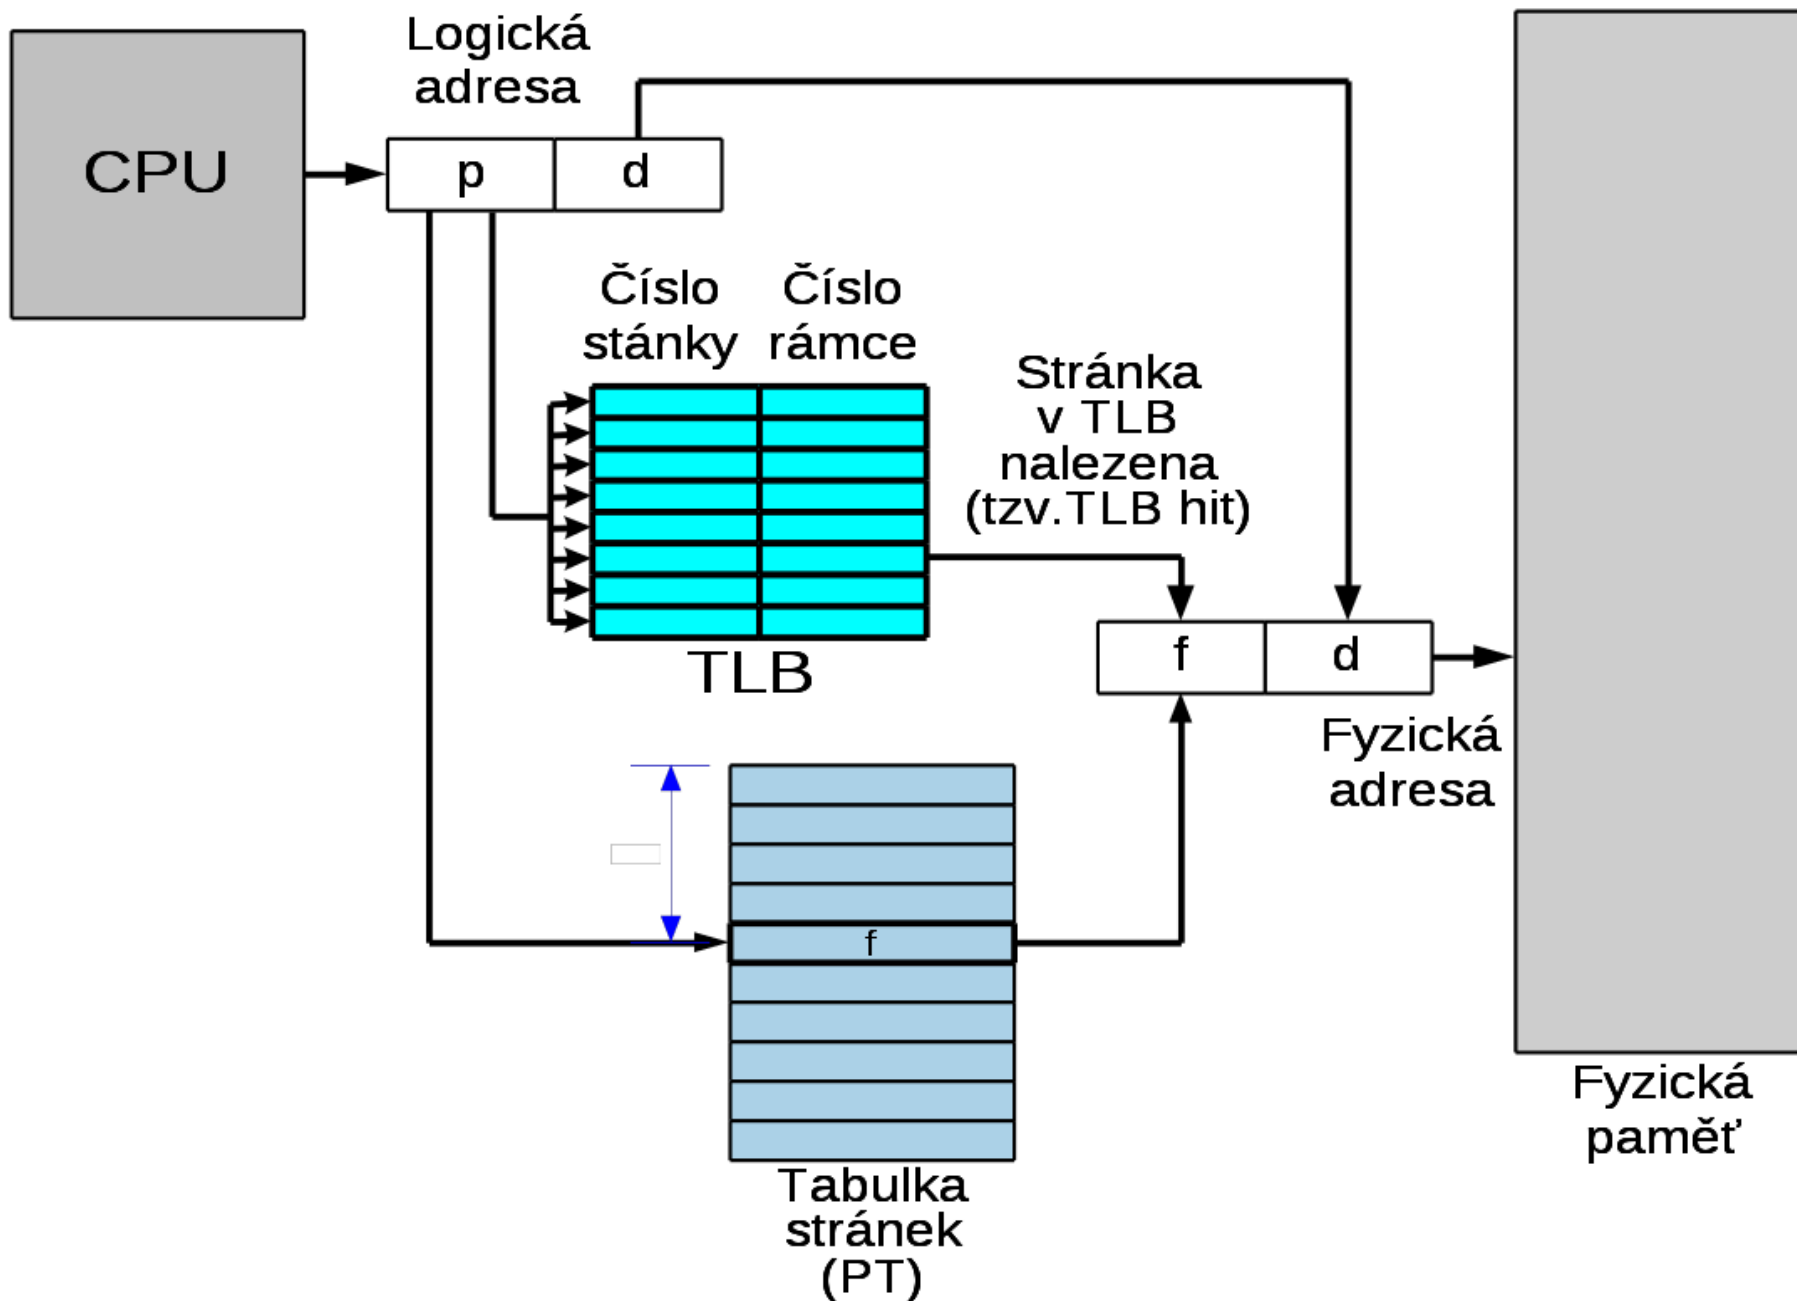 Logická
adresa
CPU
p
d
Číslo
stánky
Číslo
rámce
Stránka
v TLB
nalezena
(tzv.TLB hit)
TLB
f
d
Fyzická
adresa
f
Tabulka
stránek
(PT)
Fyzická
paměť